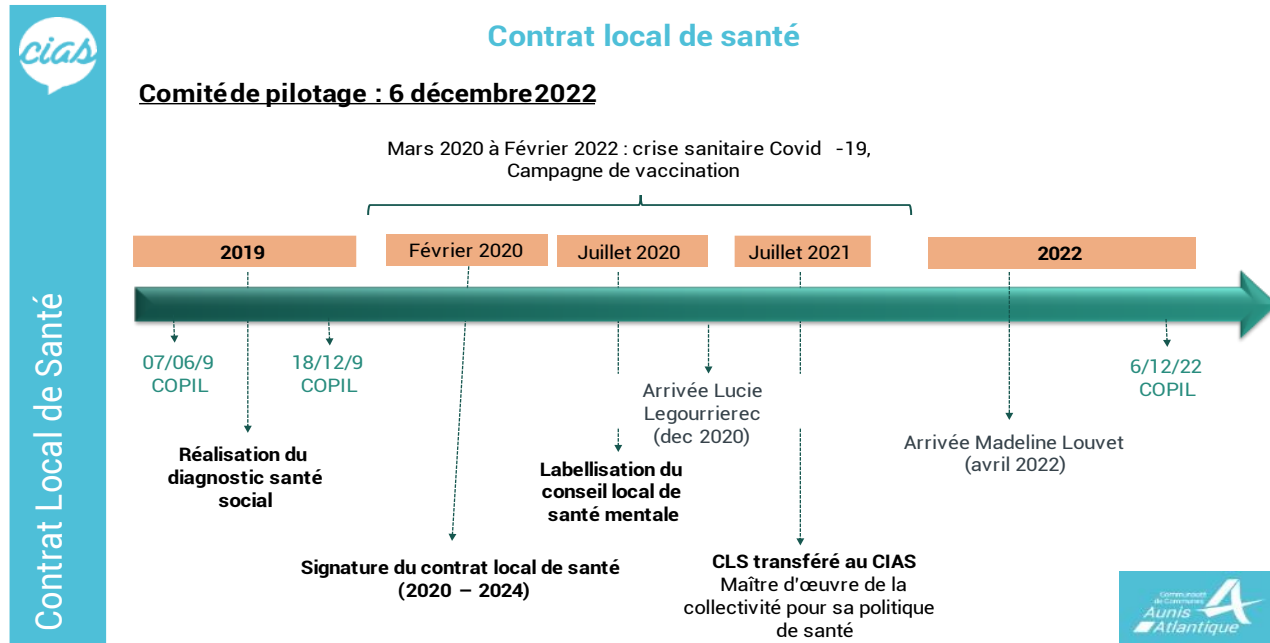 cias
Contrat Local de Santé
Contrat local de santé
Comité de pilotage : 6 décembre 2022
Mars 2020 à Février 2022 : crise sanitaire Covid -19,
Campagne de vaccination
2019
Février 2020
Juillet 2020
Juillet 2021
2022
07/06/9
COPIL
18/12/9
COPIL
6/12/22
COPIL
Arrivée Lucie
Legourrierec
(dec 2020)
Arrivée Madeline Louvet
(avril 2022)
Réalisation du
diagnostic santé
social
Labellisation du
conseil local de
santé mentale
Signature du contrat local de santé
(2020 – 2024)
CLS transféré au CIAS
Maître d'œuvre de la
collectivité pour sa politique
de santé
Communauté
de Communes
Aunis
Atlantique